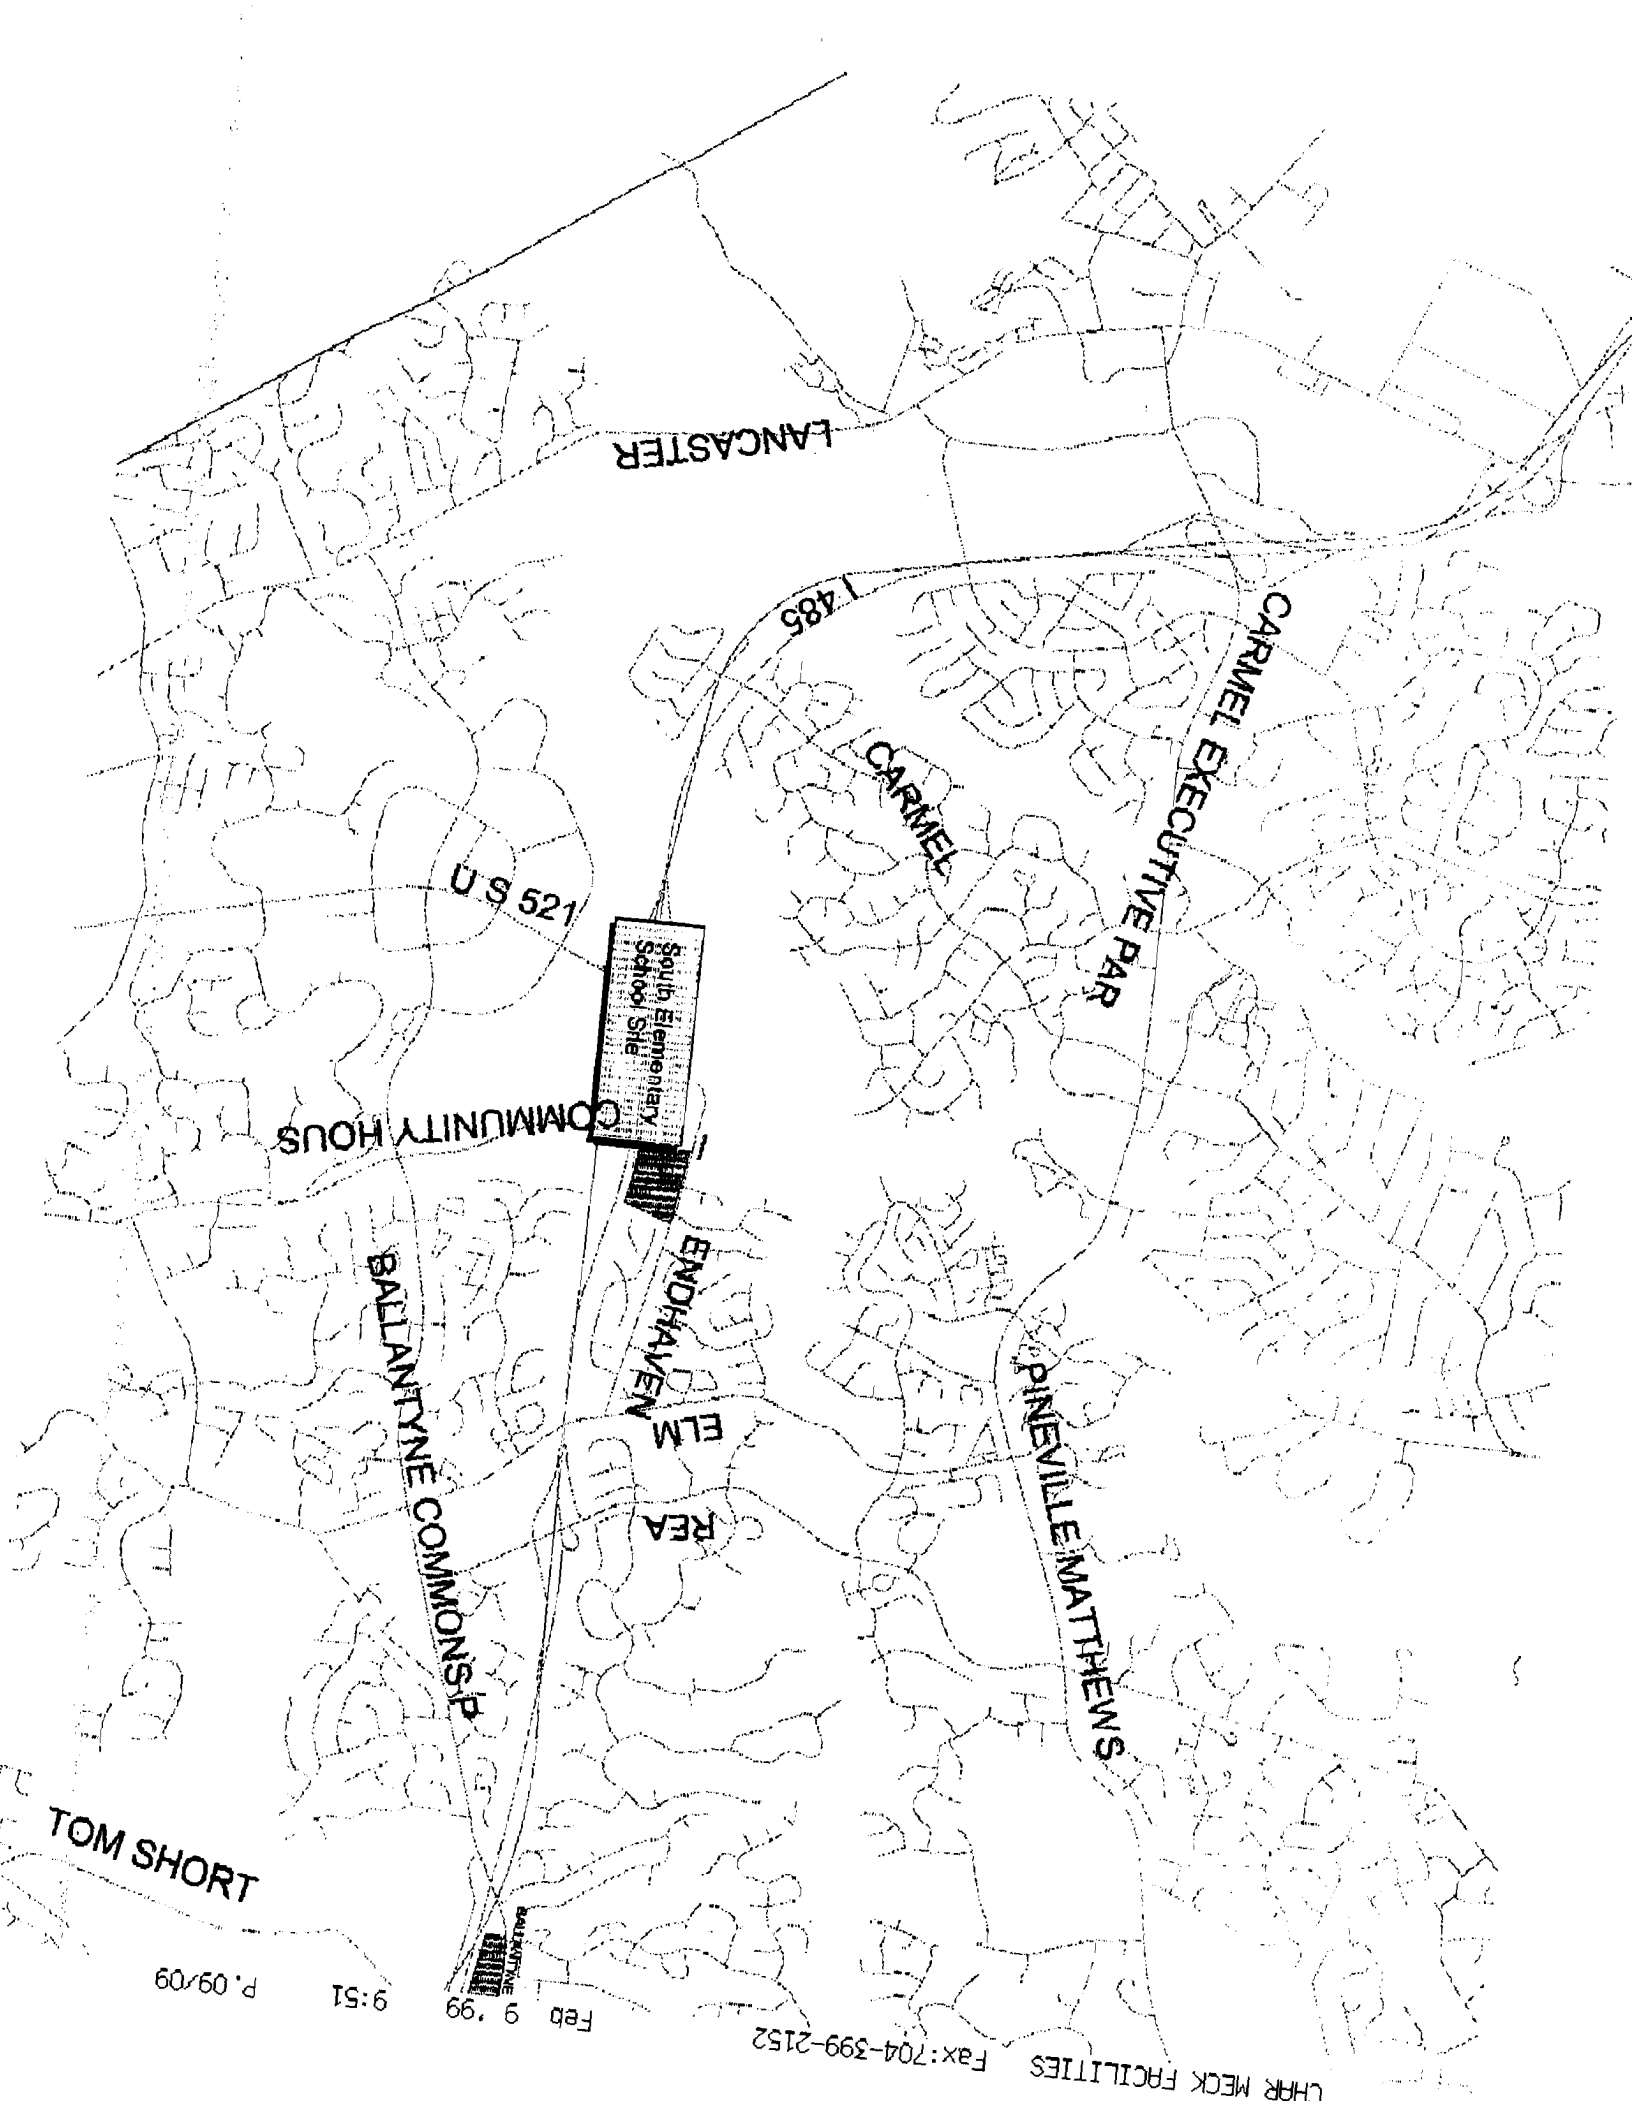 LANCASTER
I 485
CARMEL EXECUTIVE PAR
CARMEL
U S 521
South Elementary
School Site
COMMUNITY HOUS
ENDHAVEN
BALLANTYNE COMMONS P
ELM
PINEVILLE MATTHEWS
REA
TOM SHORT
CHAR MECK FACILITIES Fax:704-399-2152 Feb 9 '99 9:51 P. 09/09